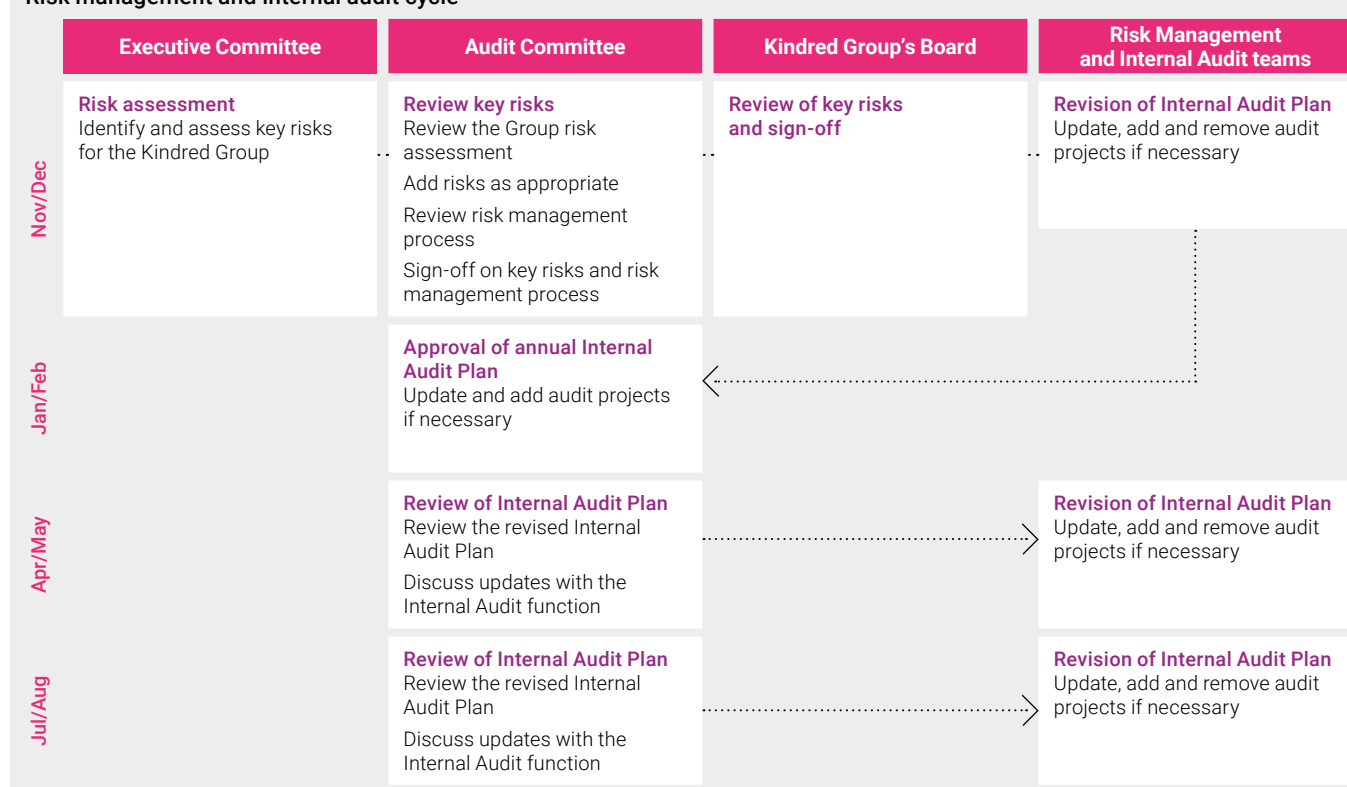 Risk management and internal audit cycle
Executive Committee
Audit Committee
Kindred Group's Board
Risk Management
and Internal Audit teams
Nov/Dec
Risk assessment
Identify and assess key risks
for the Kindred Group
Review key risks
Review the Group risk
assessment
Add risks as appropriate
Review risk management
process
Sign-off on key risks and risk
management process
Review of key risks
and sign-off
Revision of Internal Audit Plan
Update, add and remove audit
projects if necessary
Jan/Feb
Approval of annual Internal
Audit Plan
Update and add audit projects
if necessary
Apr/May
Review of Internal Audit Plan
Review the revised Internal
Audit Plan
Discuss updates with the
Internal Audit function
Revision of Internal Audit Plan
Update, add and remove audit
projects if necessary
Jul/Aug
Review of Internal Audit Plan
Review the revised Internal
Audit Plan
Discuss updates with the
Internal Audit function
Revision of Internal Audit Plan
Update, add and remove audit
projects if necessary